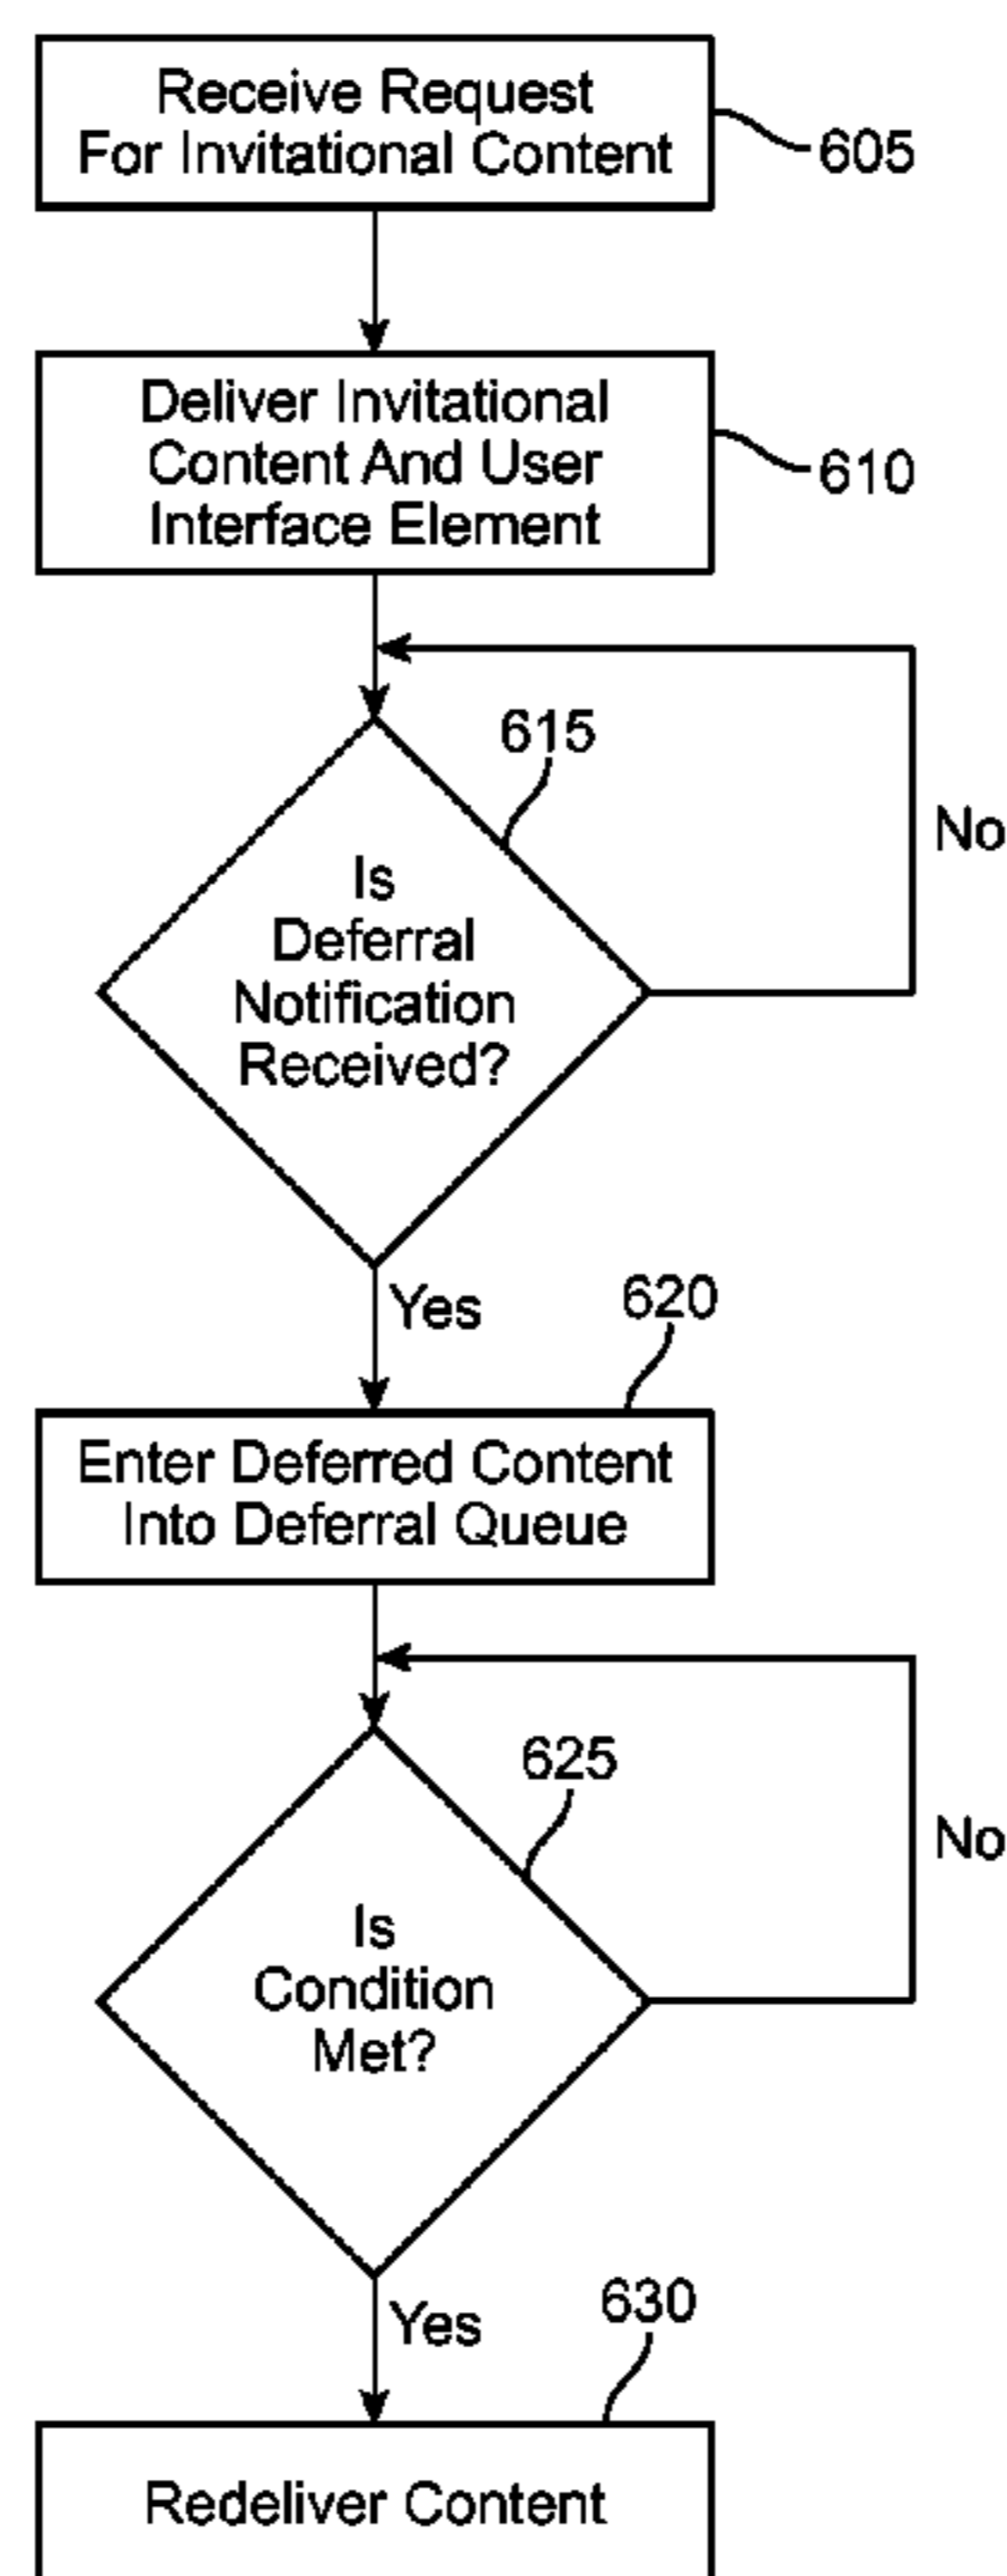 Receive Request
For Invitational Content
605
Deliver Invitational
Content And User
Interface Element
610
615
No
Is
Deferral
Notification
Received?
Yes
620
Enter Deferred Content
Into Deferral Queue
625
No
Is
Condition
Met?
Yes
630
Redeliver Content